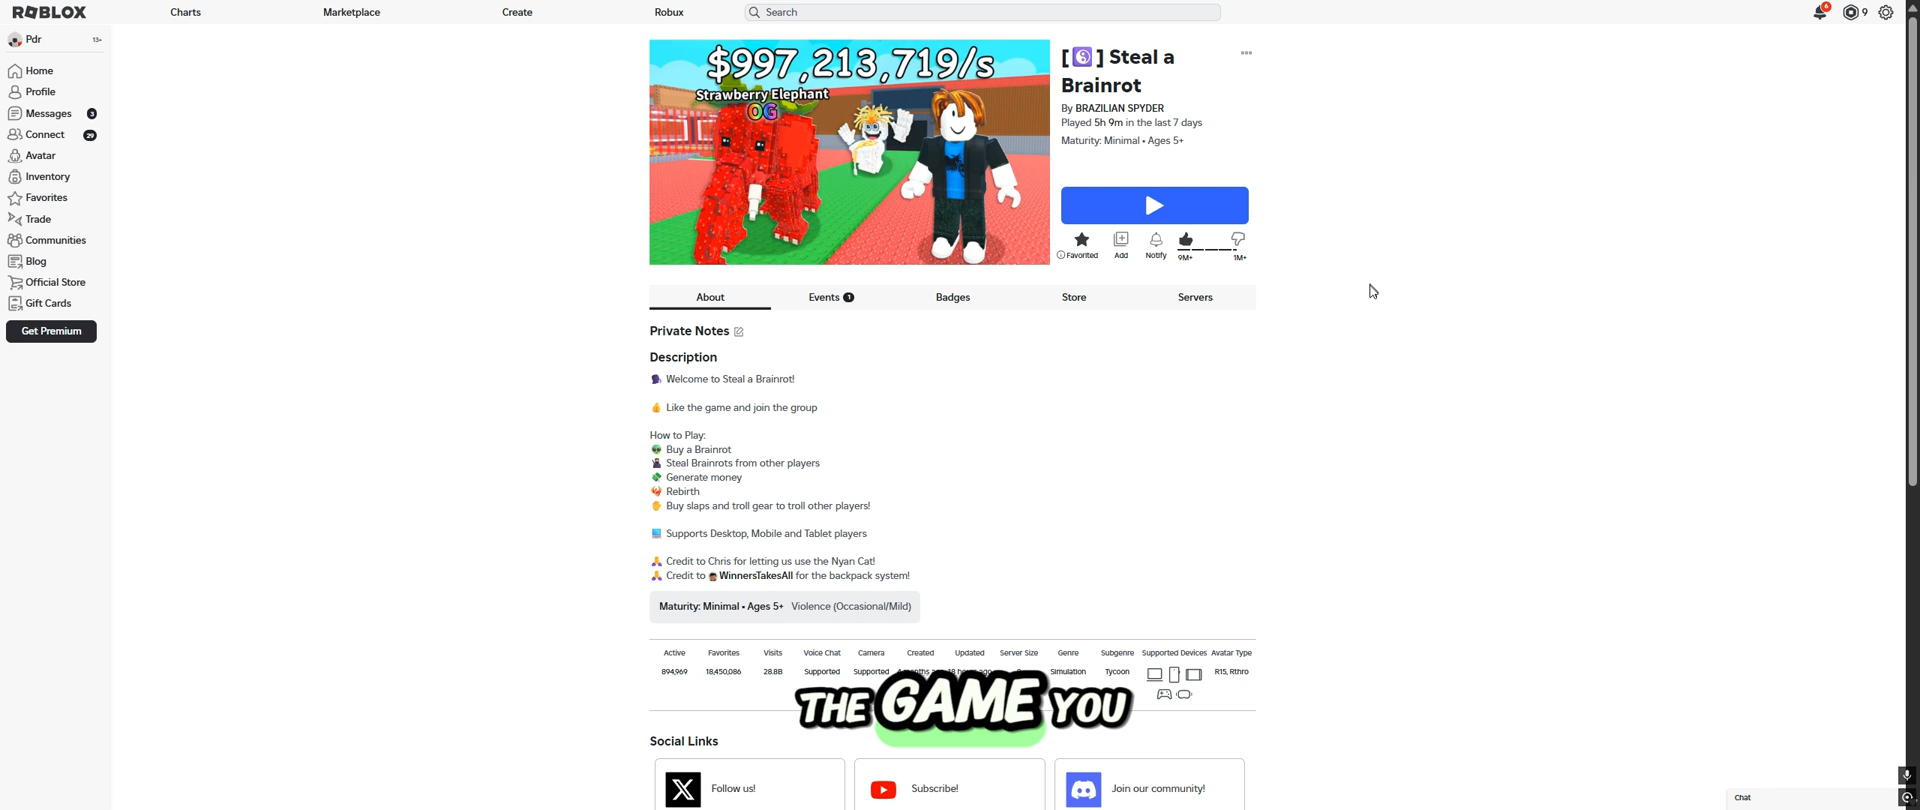 ROBLOX
Charts
Marketplace
Create
Robux
Search
6
9
Pdr
13+
Home
Profile
Messages 3
Connect 29
Avatar
Inventory
Favorites
Trade
Communities
Blog
Official Store
Gift Cards
Get Premium
$997,213,719/s
Strawberry Elephant
OG
[☯️] Steal a
Brainrot
By BRAZILIAN SPYDER
Played 5h 9m in the last 7 days
Maturity: Minimal • Ages 5+
Favorited
Add
Notify
9M+
1M+
About
Events 1
Badges
Store
Servers
Private Notes
Description
Welcome to Steal a Brainrot!
👍 Like the game and join the group
How to Play:
👽 Buy a Brainrot
Steal Brainrots from other players
💸 Generate money
❤️‍🔥 Rebirth
✋ Buy slaps and troll gear to troll other players!
Supports Desktop, Mobile and Tablet players
🙏 Credit to Chris for letting us use the Nyan Cat!
🙏 Credit to WinnersTakesAll for the backpack system!
Maturity: Minimal • Ages 5+ Violence (Occasional/Mild)
Active Favorites Visits Voice Chat Camera Created Updated Server Size Genre Subgenre Supported Devices Avatar Type
894,969 18,450,086 28.8B Supported Supported months ago 18 hours ago Simulation Tycoon R15, Rthro
THE GAME YOU
Social Links
Follow us!
Subscribe!
Join our community!
Chat